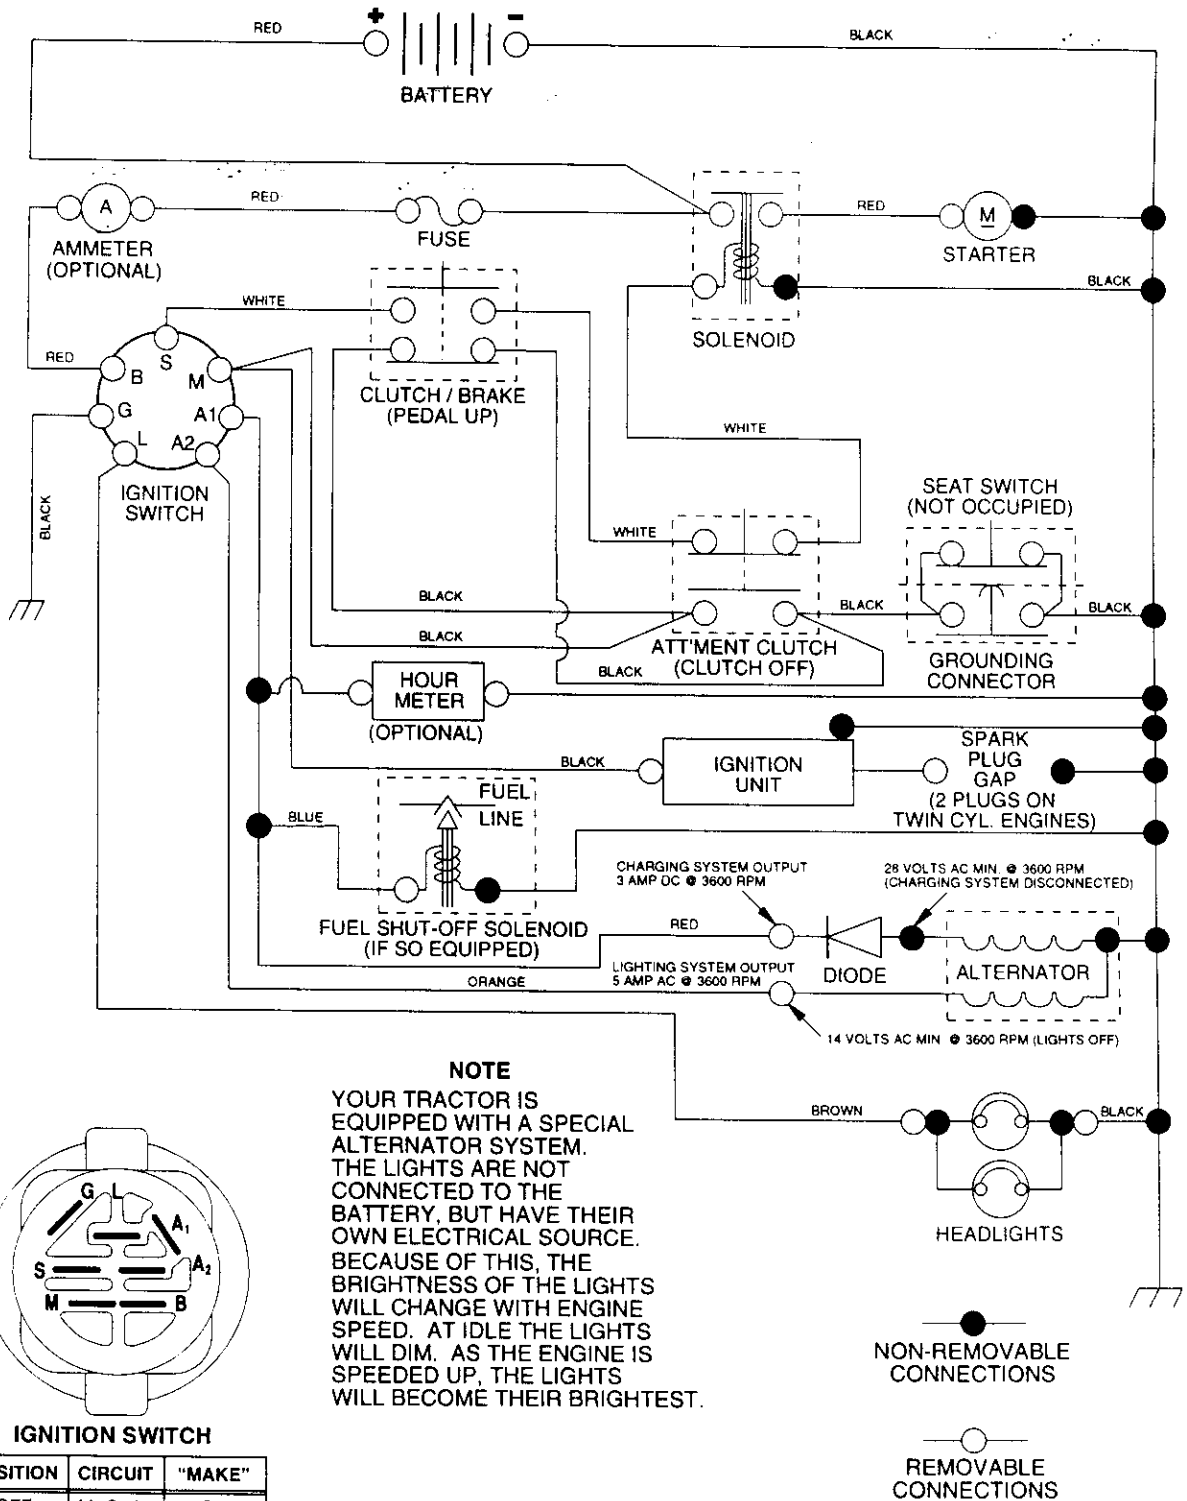 + -
RED
BLACK
BATTERY
RED
A
FUSE
AMMETER
(OPTIONAL)
RED
M
STARTER
BLACK
SOLENOID
WHITE
RED
S
B
M
G
A1
L
A2
IGNITION
SWITCH
BLACK
CLUTCH / BRAKE
(PEDAL UP)
WHITE
SEAT SWITCH
(NOT OCCUPIED)
WHITE
BLACK
BLACK
BLACK
BLACK
BLACK
ATT'MENT CLUTCH
(CLUTCH OFF)
GROUNDING
CONNECTOR
HOUR
METER
(OPTIONAL)
BLACK
IGNITION
UNIT
SPARK
PLUG
GAP
(2 PLUGS ON
TWIN CYL. ENGINES)
BLUE
FUEL
LINE
FUEL SHUT-OFF SOLENOID
(IF SO EQUIPPED)
CHARGING SYSTEM OUTPUT
3 AMP DC @ 3600 RPM
28 VOLTS AC MIN. @ 3600 RPM
(CHARGING SYSTEM DISCONNECTED)
RED
DIODE
ALTERNATOR
LIGHTING SYSTEM OUTPUT
5 AMP AC @ 3600 RPM
ORANGE
14 VOLTS AC MIN @ 3600 RPM (LIGHTS OFF)
BROWN
BLACK
HEADLIGHTS
NOTE
YOUR TRACTOR IS
EQUIPPED WITH A SPECIAL
ALTERNATOR SYSTEM.
THE LIGHTS ARE NOT
CONNECTED TO THE
BATTERY, BUT HAVE THEIR
OWN ELECTRICAL SOURCE.
BECAUSE OF THIS, THE
BRIGHTNESS OF THE LIGHTS
WILL CHANGE WITH ENGINE
SPEED. AT IDLE THE LIGHTS
WILL DIM. AS THE ENGINE IS
SPEEDED UP, THE LIGHTS
WILL BECOME THEIR BRIGHTEST.
G L
A1
S
A2
M
B
IGNITION SWITCH
SITION CIRCUIT "MAKE"
NON-REMOVABLE
CONNECTIONS
REMOVABLE
CONNECTIONS